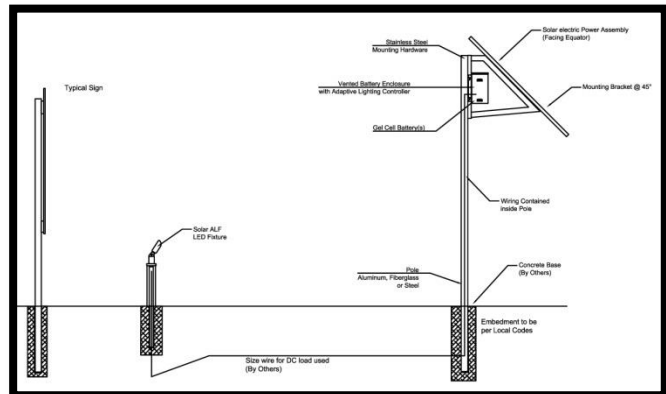 Solar electric Power Assembly
(Facing Equator)
Stainless Steel
Mounting Hardware
Typical Sign
Vented Battery Enclosure
with Adaptive Lighting Controller
Mounting Bracket @ 45°
Gel Cell Battery(s)
Wiring Contained
inside Pole
Solar ALF
LED Fixture
Pole
Aluminum, Fiberglass
or Steel
Concrete Base
(By Others)
Embedment to be
per Local Codes
Size wire for DC load used
(By Others)